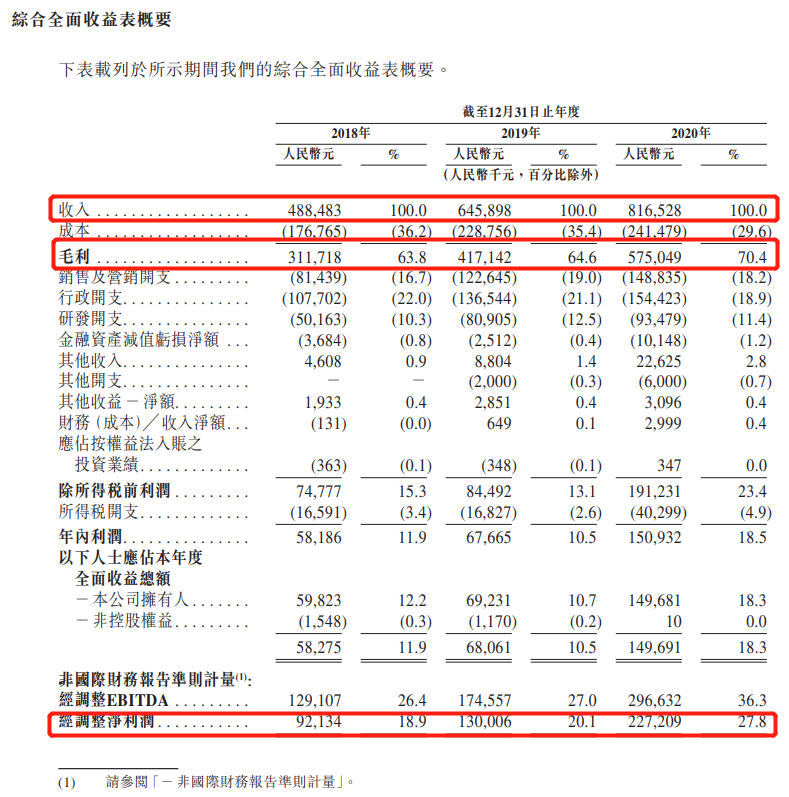 綜合全面收益表概要
下表載列於所示期間我們的綜合全面收益表概要。
截至12月31日止年度
2018年 2019年 2020年
人民幣元 % 人民幣元 % 人民幣元 %
(人民幣千元，百分比除外)
收入 .................. 488,483 100.0 645,898 100.0 816,528 100.0
成本 .................. (176,765) (36.2) (228,756) (35.4) (241,479) (29.6)
毛利 .................. 311,718 63.8 417,142 64.6 575,049 70.4
銷售及營銷開支 ......... (81,439) (16.7) (122,645) (19.0) (148,835) (18.2)
行政開支 ............... (107,702) (22.0) (136,544) (21.1) (154,423) (18.9)
研發開支 ............... (50,163) (10.3) (80,905) (12.5) (93,479) (11.4)
金融資產減值虧損淨額 ... (3,684) (0.8) (2,512) (0.4) (10,148) (1.2)
其他收入 ............... 4,608 0.9 8,804 1.4 22,625 2.8
其他開支 ............... – – (2,000) (0.3) (6,000) (0.7)
其他收益－淨額 ......... 1,933 0.4 2,851 0.4 3,096 0.4
財務（成本）／收入淨額 ... (131) (0.0) 649 0.1 2,999 0.4
應佔按權益法入賬之
投資業績 ............. (363) (0.1) (348) (0.1) 347 0.0
除所得稅前利潤 ......... 74,777 15.3 84,492 13.1 191,231 23.4
所得稅開支 ............. (16,591) (3.4) (16,827) (2.6) (40,299) (4.9)
年內利潤 ............... 58,186 11.9 67,665 10.5 150,932 18.5
以下人士應佔本年度
全面收益總額
－本公司擁有人 ....... 59,823 12.2 69,231 10.7 149,681 18.3
－非控股權益 ......... (1,548) (0.3) (1,170) (0.2) 10 0.0
58,275 11.9 68,061 10.5 149,691 18.3
非國際財務報告準則計量(1):
經調整EBITDA ......... 129,107 26.4 174,557 27.0 296,632 36.3
經調整淨利潤 ........... 92,134 18.9 130,006 20.1 227,209 27.8
(1) 請參閱「－非國際財務報告準則計量」。